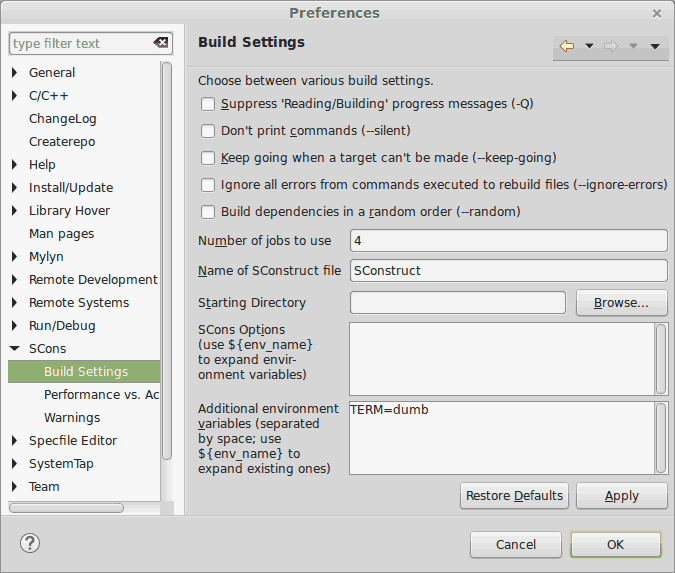 Preferences
type filter text
General
C/C++
ChangeLog
Createrepo
Help
Install/Update
Library Hover
Man pages
Mylyn
Remote Development
Remote Systems
Run/Debug
SCons
Build Settings
Performance vs. Ac
Warnings
Specfile Editor
SystemTap
Team
Build Settings
Choose between various build settings.
Suppress 'Reading/Building' progress messages (-Q)
Don't print commands (--silent)
Keep going when a target can't be made (--keep-going)
Ignore all errors from commands executed to rebuild files (--ignore-errors)
Build dependencies in a random order (--random)
Number of jobs to use 4
Name of SConstruct file SConstruct
Starting Directory Browse...
SCons Options
(use ${env_name}
to expand envir-
onment variables)
Additional environment
variables (separated
by space; use
${env_name} to
expand existing ones)
TERM=dumb
Restore Defaults Apply
? Cancel OK